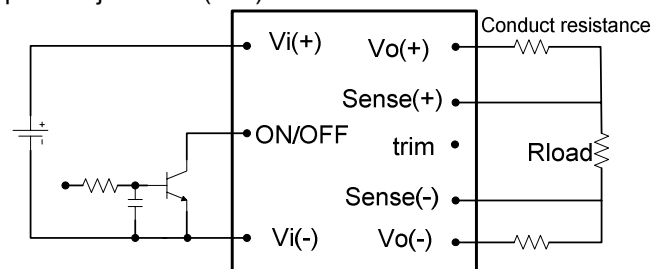 Conduct resistance
Vi(+)
Vo(+)
Sense(+)
ON/OFF
trim
Rload
Sense(-)
Vi(-)
Vo(-)
+
-